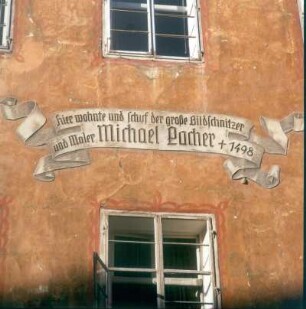 Hier wohnte und schuf der große Bildschnitzer
und Maler Michael Pacher + 1498